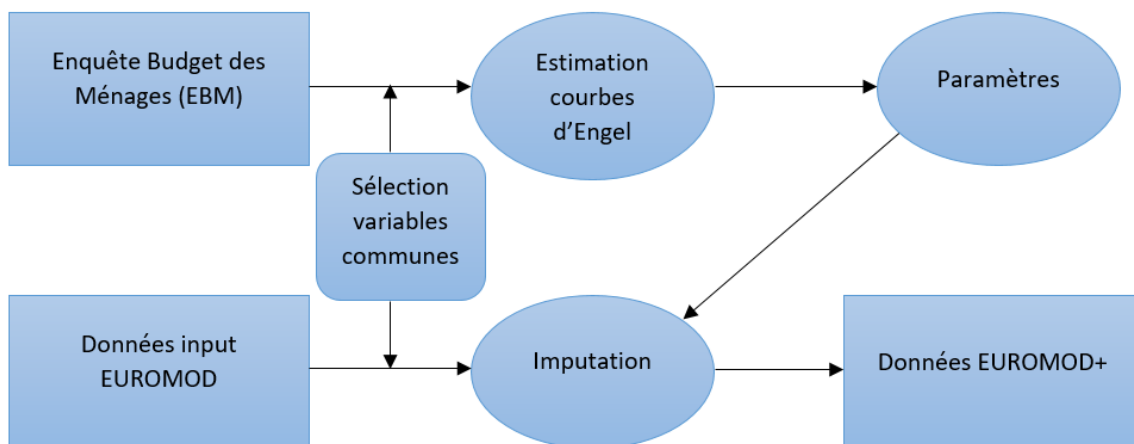 Enquête Budget des
Ménages (EBM)
Estimation
courbes
d’Engel
Paramètres
Sélection
variables
communes
Données input
EUROMOD
Imputation
Données EUROMOD+